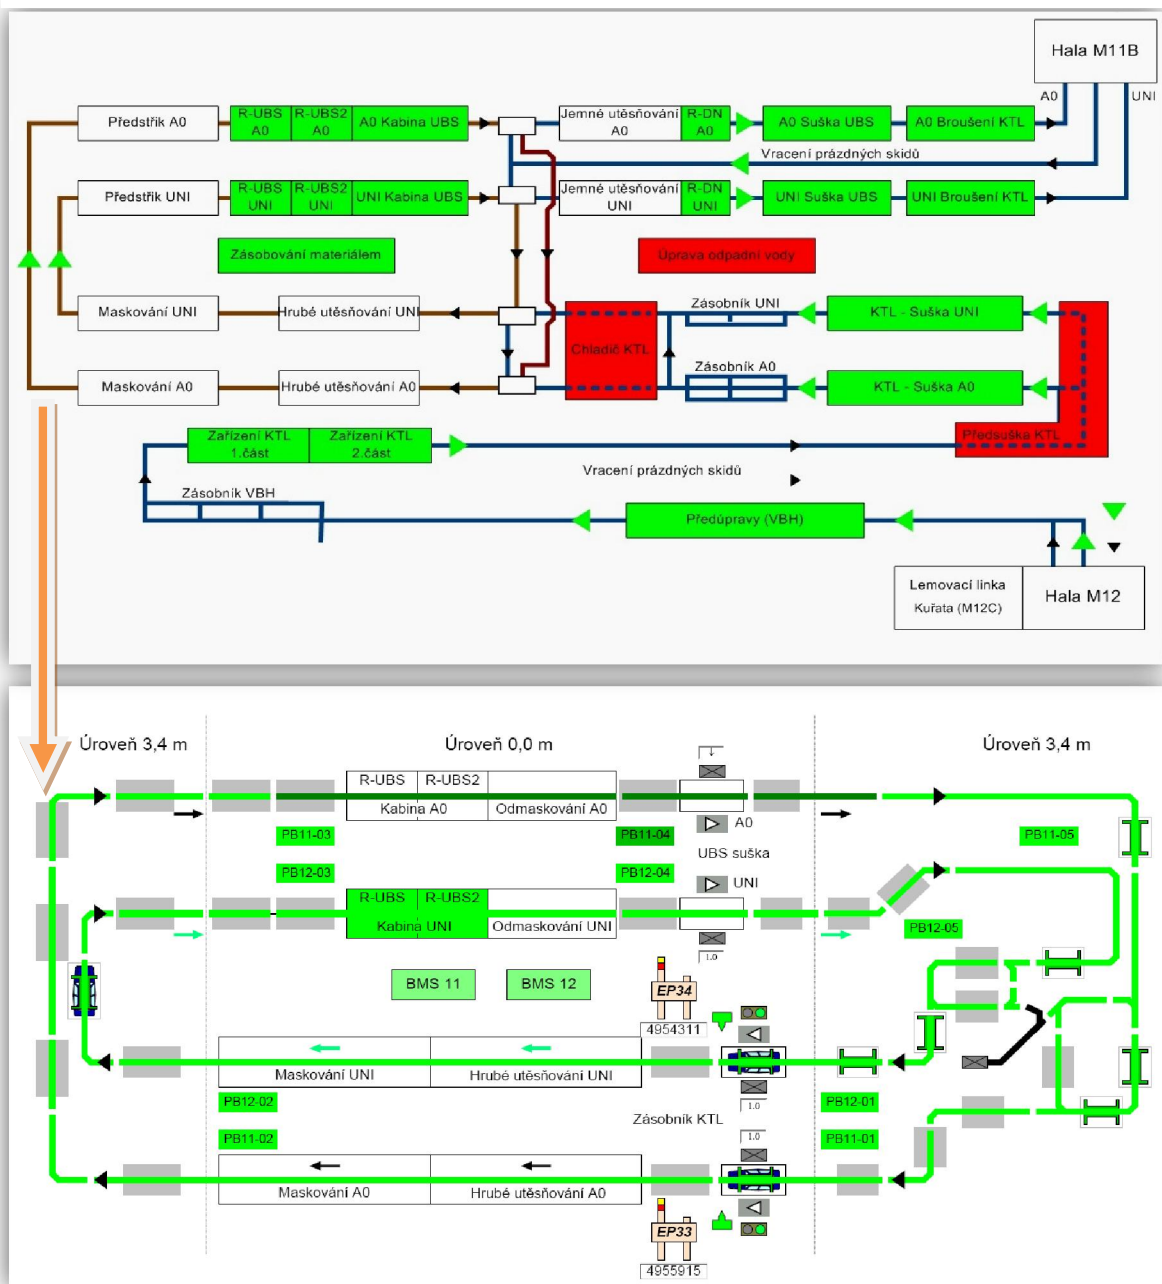 Hala M11B
A0
UNI
Předstřik A0
R-UBS
A0
R-UBS2
A0
A0 Kabina UBS
Jemné utěsňování
A0
R-DN
A0
A0 Suška UBS
A0 Broušení KTL
Vracení prázdných skidů
Předstřik UNI
R-UBS
UNI
R-UBS2
UNI
UNI Kabina UBS
Jemné utěsňování
UNI
R-DN
UNI
UNI Suška UBS
UNI Broušení KTL
Zásobování materiálem
Úprava odpadní vody
Maskování UNI
Hrubé utěsňování UNI
Chladič KTL
Zásobník UNI
KTL - Suška UNI
Maskování A0
Hrubé utěsňování A0
Zásobník A0
KTL - Suška A0
Zařízení KTL
1.část
Zařízení KTL
2.část
Předsuška KTL
Vracení prázdných skidů
Zásobník VBH
Předúpravy (VBH)
Lemovací linka
Kuřata (M12C)
Hala M12
Úroveň 3,4 m
Úroveň 0,0 m
Úroveň 3,4 m
R-UBS
R-UBS2
Kabina A0
Odmaskování A0
PB11-03
PB11-04
A0
PB11-05
UBS suška
PB12-03
PB12-04
UNI
R-UBS
R-UBS2
Kabina UNI
Odmaskování UNI
PB12-05
1.0
BMS 11
BMS 12
EP34
4954311
Maskování UNI
Hrubé utěsňování UNI
PB12-02
1.0
PB12-01
Zásobník KTL
PB11-02
1.0
PB11-01
Maskování A0
Hrubé utěsňování A0
EP33
4955915